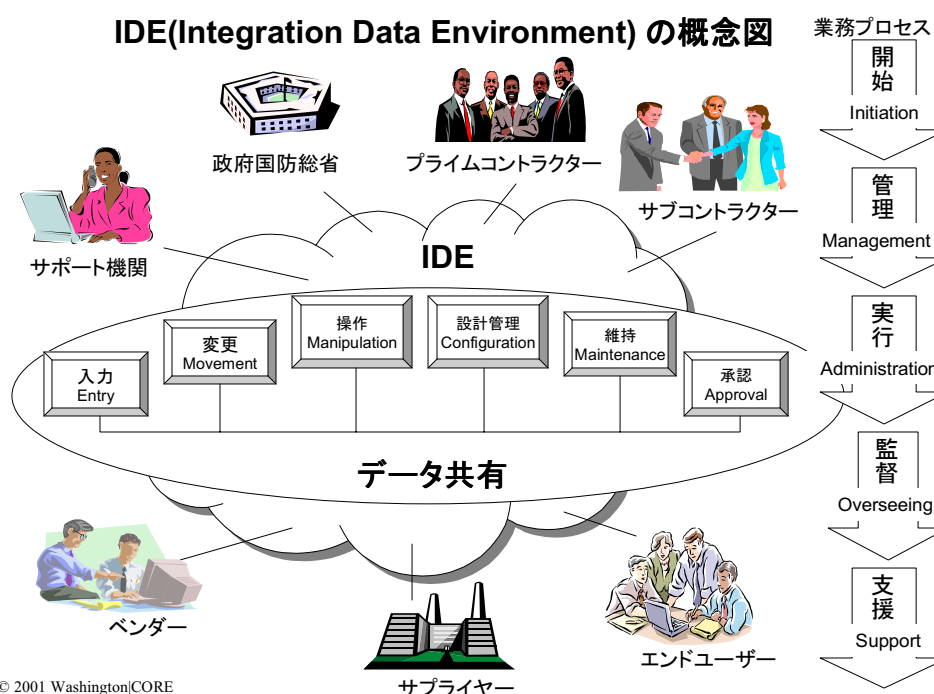 IDE(Integration Data Environment) の概念図
業務プロセス
開
始
Initiation
管
理
Management
実
行
Administration
監
督
Overseeing
支
援
Support
政府国防総省
プライムコントラクター
サブコントラクター
サポート機関
IDE
入力
Entry
変更
Movement
操作
Manipulation
設計管理
Configuration
維持
Maintenance
承認
Approval
データ共有
ベンダー
サプライヤー
エンドユーザー
© 2001 Washington|CORE